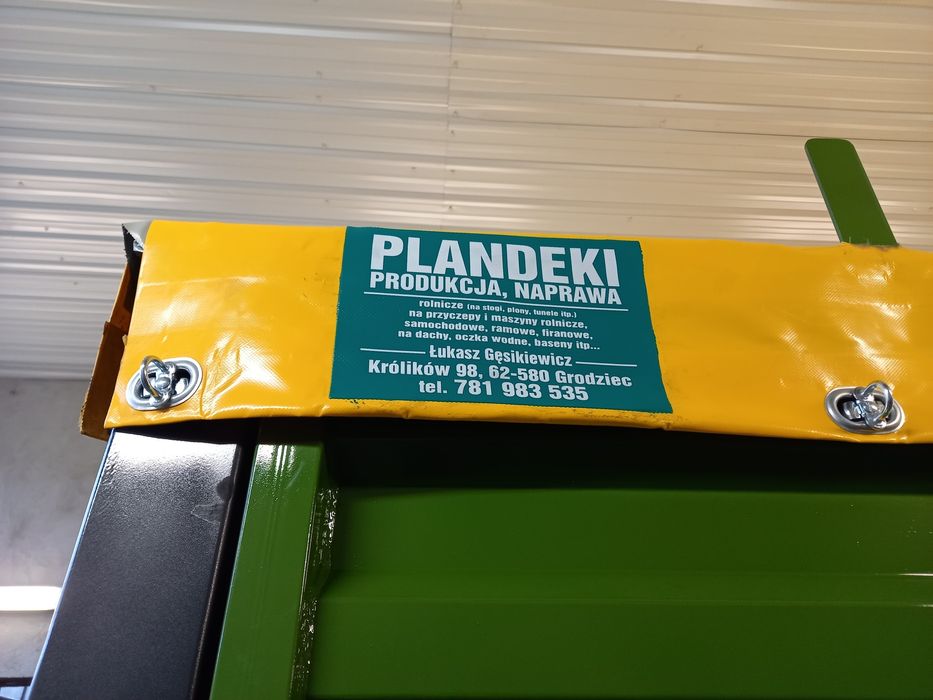 PLANDEKI
PRODUKCJA, NAPRAWA
rolnicze (na stogi, plony, tunele itp.)
na przyczepy i maszyny rolnicze,
samochodowe, ramowe, firanowe,
na dachy, oczka wodne, baseny itp...
Łukasz Gęsikiewicz
Królików 98, 62-580 Grodziec
tel. 781 983 535